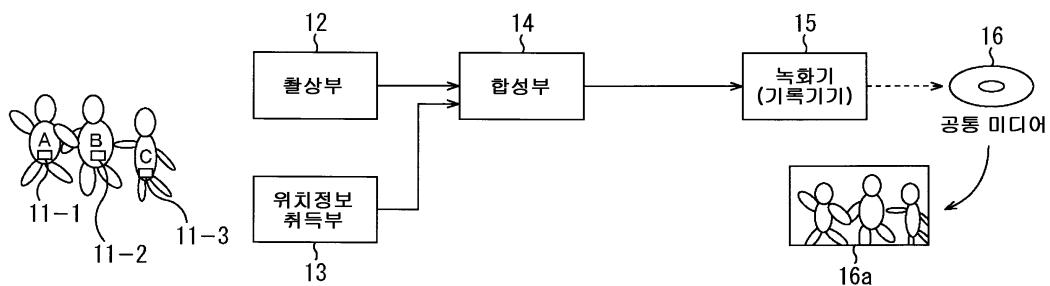 12
14
15
16
촬상부
합성부
녹화기
(기록기기)
공통 미디어
A
B
C
위치정보
취득부
11-1
11-2
11-3
13
16a